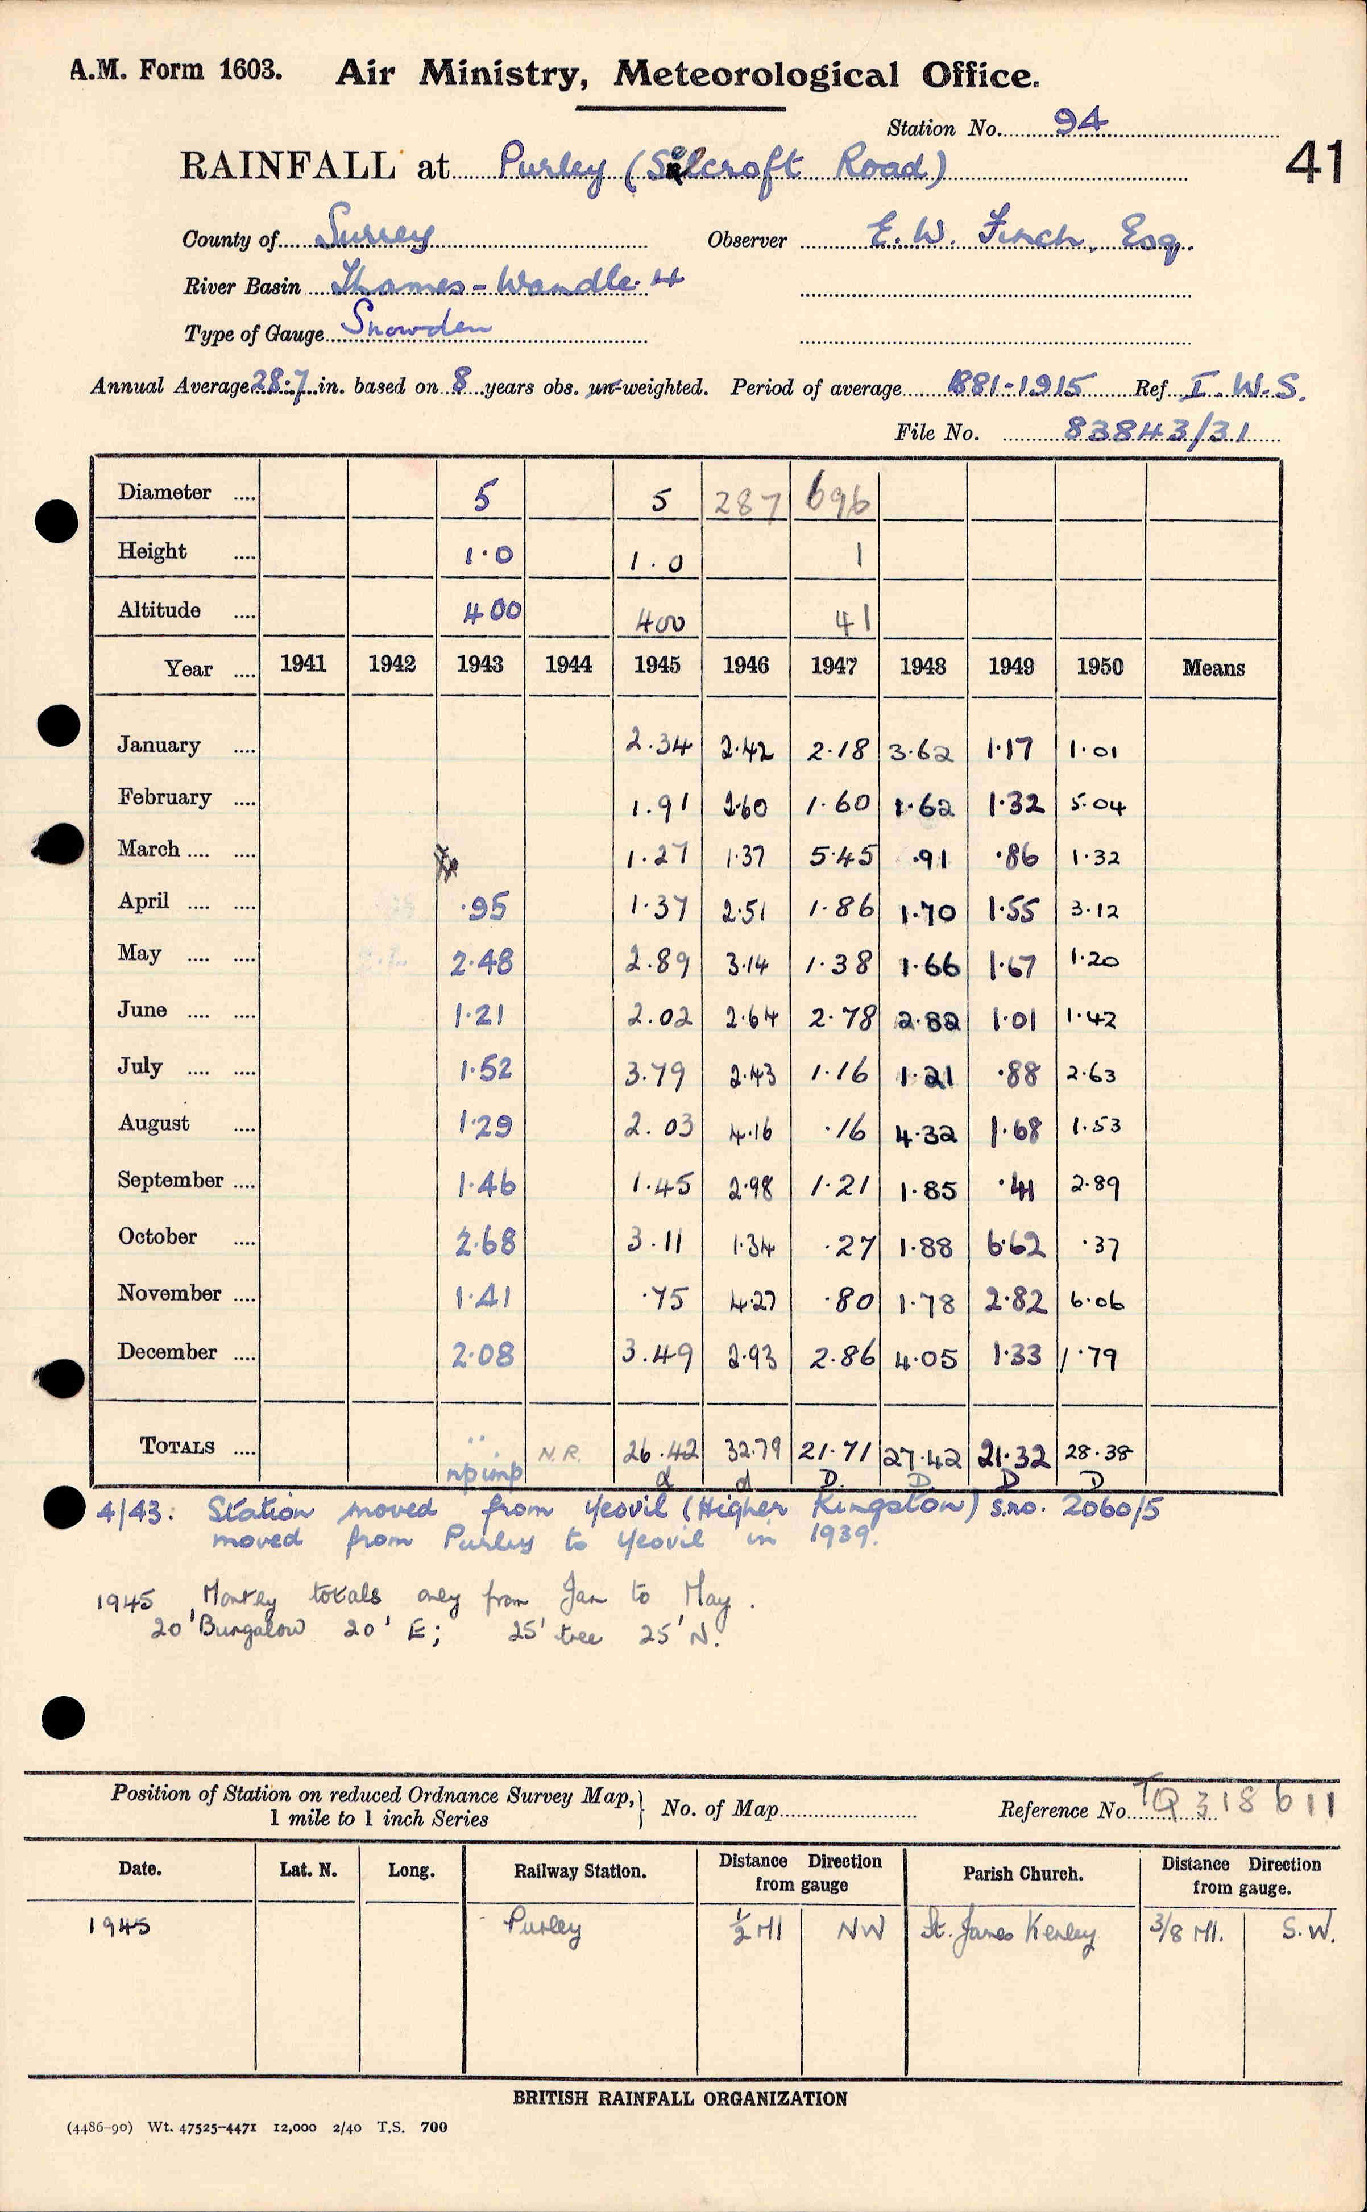 A.M. Form 1603. Air Ministry, Meteorological Office.
Station No. 94
41
RAINFALL at Purley (Selcroft Road)
County of Surrey Observer E. W. Finch, Esq.
River Basin Thames - Wandle. 4
Type of Gauge Snowden
Annual Average 28.7 in. based on 8 years obs. un-weighted. Period of average 1881-1915 Ref I. W. S.
File No. 83843/31
Diameter .... 5 5 287 696
Height .... 1.0 1.0 1
Altitude .... 400 400 41
Year .... 1941 1942 1943 1944 1945 1946 1947 1948 1949 1950 Means
January .... 2.34 2.42 2.18 3.62 1.17 1.01
February .... 1.91 2.60 1.60 1.62 1.32 5.04
March .... .... 1.27 1.37 5.45 .91 .86 1.32
April .... .... .95 1.37 2.51 1.86 1.70 1.55 3.12
May .... .... 2.48 2.89 3.14 1.38 1.66 1.67 1.20
June .... .... 1.21 2.02 2.64 2.78 2.82 1.01 1.42
July .... .... 1.52 3.79 2.43 1.16 1.21 .88 2.63
August .... 1.29 2.03 4.16 .16 4.32 1.68 1.53
September .... 1.46 1.45 2.98 1.21 1.85 .41 2.89
October .... 2.68 3.11 1.34 .27 1.88 6.62 .37
November .... 1.41 .75 4.27 .80 1.78 2.82 6.06
December .... 2.08 3.49 2.93 2.86 4.05 1.33 1.79
TOTALS .... N.R. 26.42 32.79 21.71 27.42 21.32 28.38
np imp d d D. D D D
4/43. Station moved from Yeovil (Higher Kingston) S.no. 2060/5
moved from Purley to Yeovil in 1939.
1945 Monthly totals only from Jan to May.
20' Bungalow 20' E; 25' tree 25' N.
Position of Station on reduced Ordnance Survey Map, 1 mile to 1 inch Series } No. of Map Reference No. TQ 318 611
Date. Lat. N. Long. Railway Station. Distance Direction from gauge Parish Church. Distance Direction from gauge.
1945 Purley 1/2 MI NW St. James Kenley 3/8 MI. S.W.
BRITISH RAINFALL ORGANIZATION
(4486-90) Wt. 47525-4471 12,000 2/40 T.S. 700